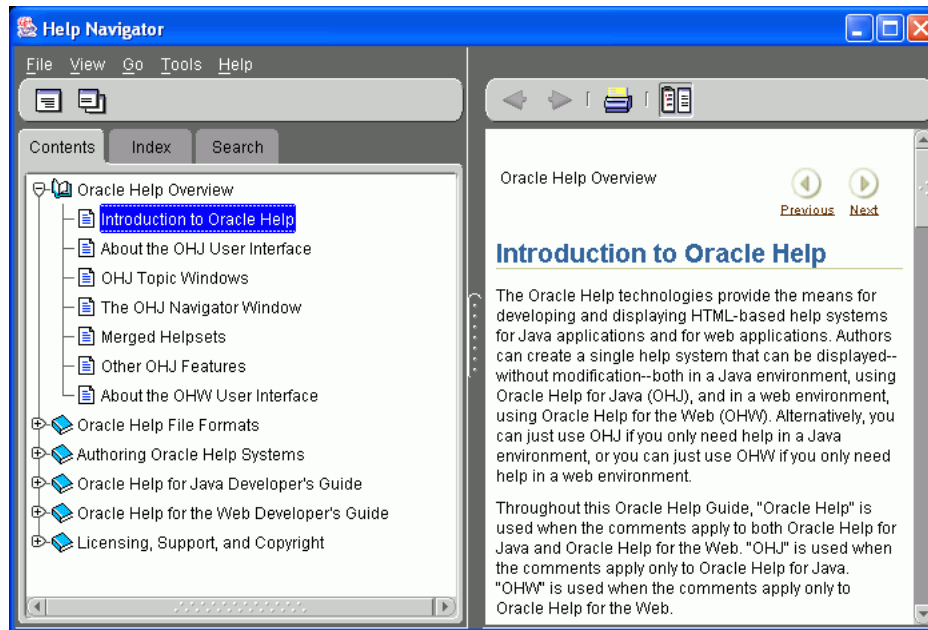 Help Navigator
File View Go Tools Help
Contents Index Search
Oracle Help Overview
Introduction to Oracle Help
About the OHJ User Interface
OHJ Topic Windows
The OHJ Navigator Window
Merged Helpsets
Other OHJ Features
About the OHW User Interface
Oracle Help File Formats
Authoring Oracle Help Systems
Oracle Help for Java Developer's Guide
Oracle Help for the Web Developer's Guide
Licensing, Support, and Copyright
Oracle Help Overview
Previous Next
Introduction to Oracle Help
The Oracle Help technologies provide the means for
developing and displaying HTML-based help systems
for Java applications and for web applications. Authors
can create a single help system that can be displayed--
without modification--both in a Java environment, using
Oracle Help for Java (OHJ), and in a web environment,
using Oracle Help for the Web (OHW). Alternatively, you
can just use OHJ if you only need help in a Java
environment, or you can just use OHW if you only need
help in a web environment.
Throughout this Oracle Help Guide, "Oracle Help" is
used when the comments apply to both Oracle Help for
Java and Oracle Help for the Web. "OHJ" is used when
the comments apply only to Oracle Help for Java.
"OHW" is used when the comments apply only to
Oracle Help for the Web.